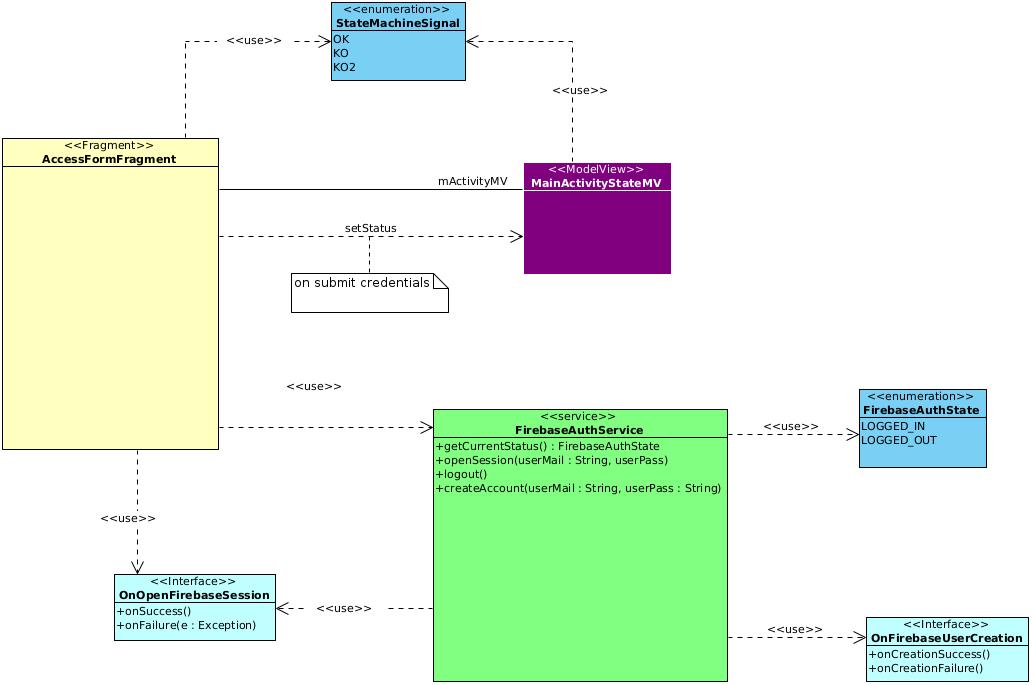 <<enumeration>>
StateMachineSignal
OK
KO
KO2
<<use>>
<<use>>
<<Fragment>>
AccessFormFragment
<<ModelView>>
MainActivityStateMV
mActivityMV
setStatus
on submit credentials
<<use>>
<<service>>
FirebaseAuthService
+getCurrentStatus() : FirebaseAuthState
+openSession(userMail : String, userPass)
+logout()
+createAccount(userMail : String, userPass : String)
<<use>>
<<enumeration>>
FirebaseAuthState
LOGGED_IN
LOGGED_OUT
<<use>>
<<Interface>>
OnOpenFirebaseSession
+onSuccess()
+onFailure(e : Exception)
<<use>>
<<use>>
<<Interface>>
OnFirebaseUserCreation
+onCreationSuccess()
+onCreationFailure()